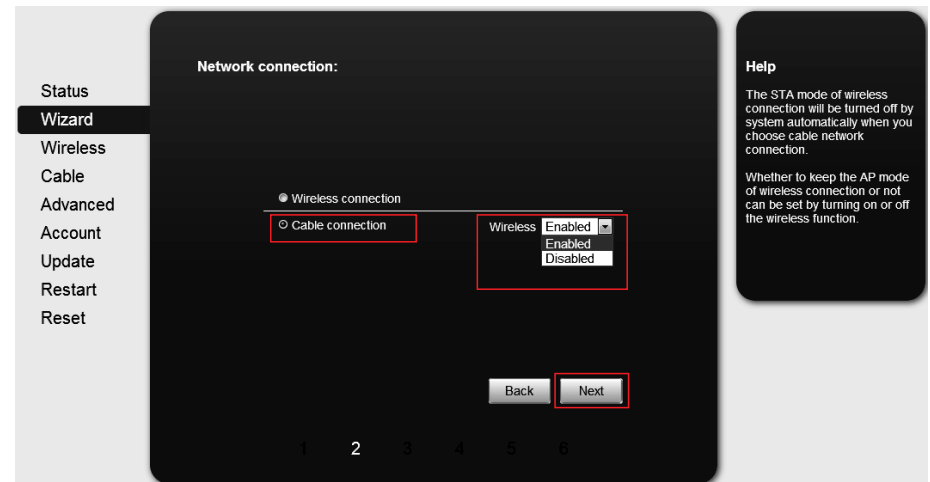 Status
Wizard
Wireless
Cable
Advanced
Account
Update
Restart
Reset
Network connection:
Wireless connection
Cable connection
Wireless Enabled
Enabled
Disabled
Back Next
1 2 3 4 5 6
Help
The STA mode of wireless
connection will be turned off by
system automatically when you
choose cable network
connection.
Whether to keep the AP mode
of wireless connection or not
can be set by turning on or off
the wireless function.